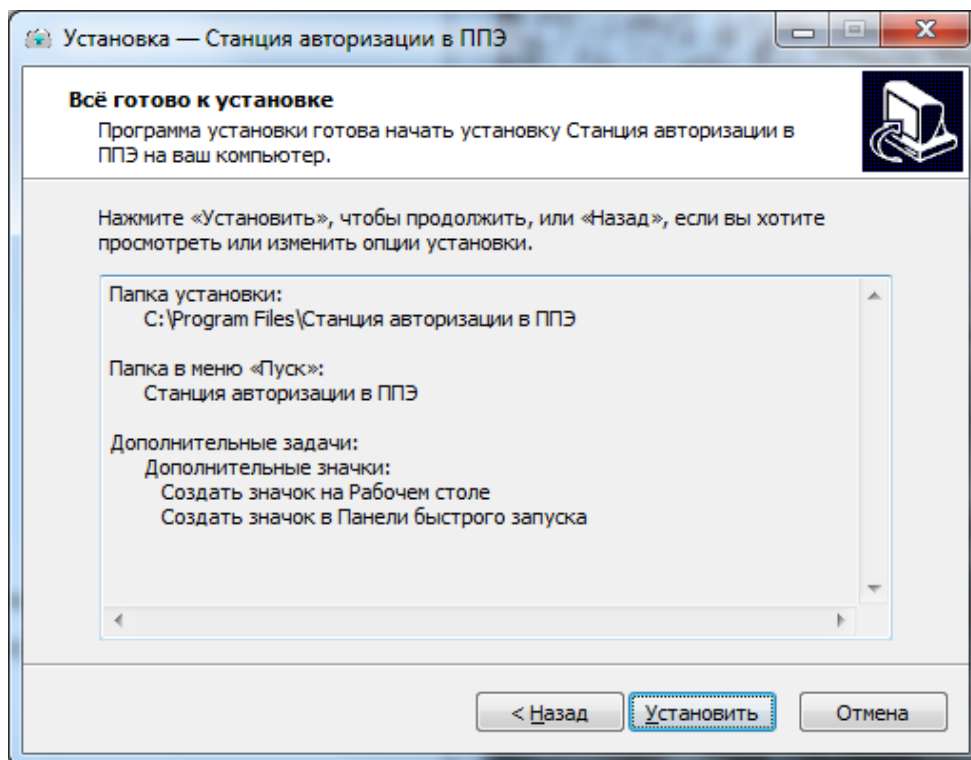 Установка — Станция авторизации в ППЭ
Всё готово к установке
Программа установки готова начать установку Станция авторизации в
ППЭ на ваш компьютер.
Нажмите «Установить», чтобы продолжить, или «Назад», если вы хотите
просмотреть или изменить опции установки.
Папка установки:
C:\Program Files\Станция авторизации в ППЭ
Папка в меню «Пуск»:
Станция авторизации в ППЭ
Дополнительные задачи:
Дополнительные значки:
Создать значок на Рабочем столе
Создать значок в Панели быстрого запуска
< Назад Установить Отмена